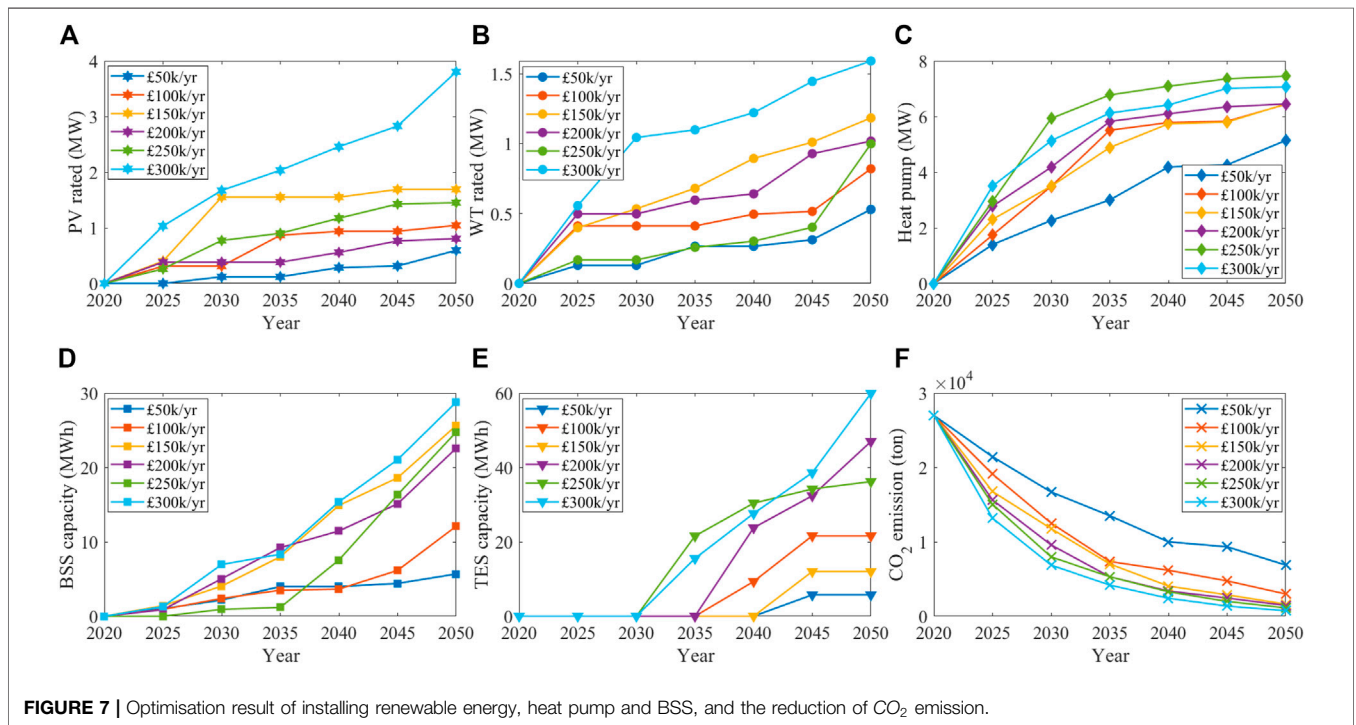 A
PV rated (MW)
4
3
2
1
0
£50k/yr
£100k/yr
£150k/yr
£200k/yr
£250k/yr
£300k/yr
2020 2025 2030 2035 2040 2045 2050
Year
B
WT rated (MW)
1.5
1
0.5
0
£50k/yr
£100k/yr
£150k/yr
£200k/yr
£250k/yr
£300k/yr
2020 2025 2030 2035 2040 2045 2050
Year
C
Heat pump (MW)
8
6
4
2
0
£50k/yr
£100k/yr
£150k/yr
£200k/yr
£250k/yr
£300k/yr
2020 2025 2030 2035 2040 2045 2050
Year
D
BSS capacity (MWh)
30
20
10
0
£50k/yr
£100k/yr
£150k/yr
£200k/yr
£250k/yr
£300k/yr
2020 2025 2030 2035 2040 2045 2050
Year
E
TES capacity (MWh)
60
40
20
0
£50k/yr
£100k/yr
£150k/yr
£200k/yr
£250k/yr
£300k/yr
2020 2025 2030 2035 2040 2045 2050
Year
F
×10⁴
CO₂ emission (ton)
3
2
1
0
£50k/yr
£100k/yr
£150k/yr
£200k/yr
£250k/yr
£300k/yr
2020 2025 2030 2035 2040 2045 2050
Year
FIGURE 7 | Optimisation result of installing renewable energy, heat pump and BSS, and the reduction of CO₂ emission.